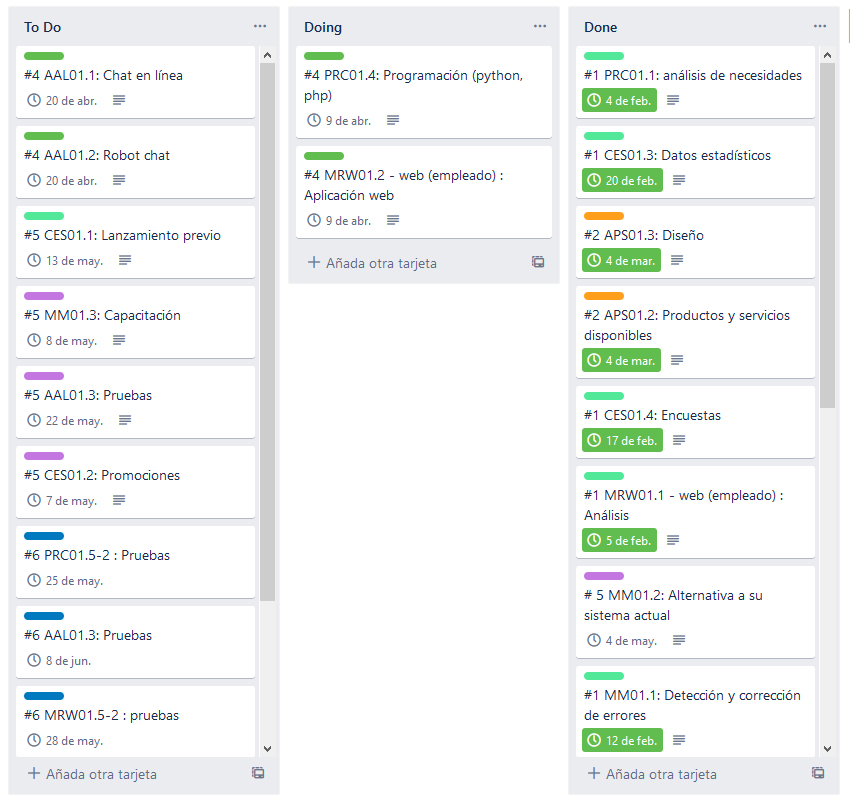 To Do
#4 AAL01.1: Chat en línea
20 de abr.
#4 AAL01.2: Robot chat
20 de abr.
#5 CES01.1: Lanzamiento previo
13 de may.
#5 MM01.3: Capacitación
8 de may.
#5 AAL01.3: Pruebas
22 de may.
#5 CES01.2: Promociones
7 de may.
#6 PRC01.5-2 : Pruebas
25 de may.
#6 AAL01.3: Pruebas
8 de jun.
#6 MRW01.5-2 : pruebas
28 de may.
+ Añada otra tarjeta
Doing
#4 PRC01.4: Programación (python,
php)
9 de abr.
#4 MRW01.2 - web (empleado) :
Aplicación web
9 de abr.
+ Añada otra tarjeta
Done
#1 PRC01.1: análisis de necesidades
4 de feb.
#1 CES01.3: Datos estadísticos
20 de feb.
#2 APS01.3: Diseño
4 de mar.
#2 APS01.2: Productos y servicios
disponibles
4 de mar.
#1 CES01.4: Encuestas
17 de feb.
#1 MRW01.1 - web (empleado) :
Análisis
5 de feb.
# 5 MM01.2: Alternativa a su
sistema actual
4 de may.
#1 MM01.1: Detección y corrección
de errores
12 de feb.
+ Añada otra tarjeta